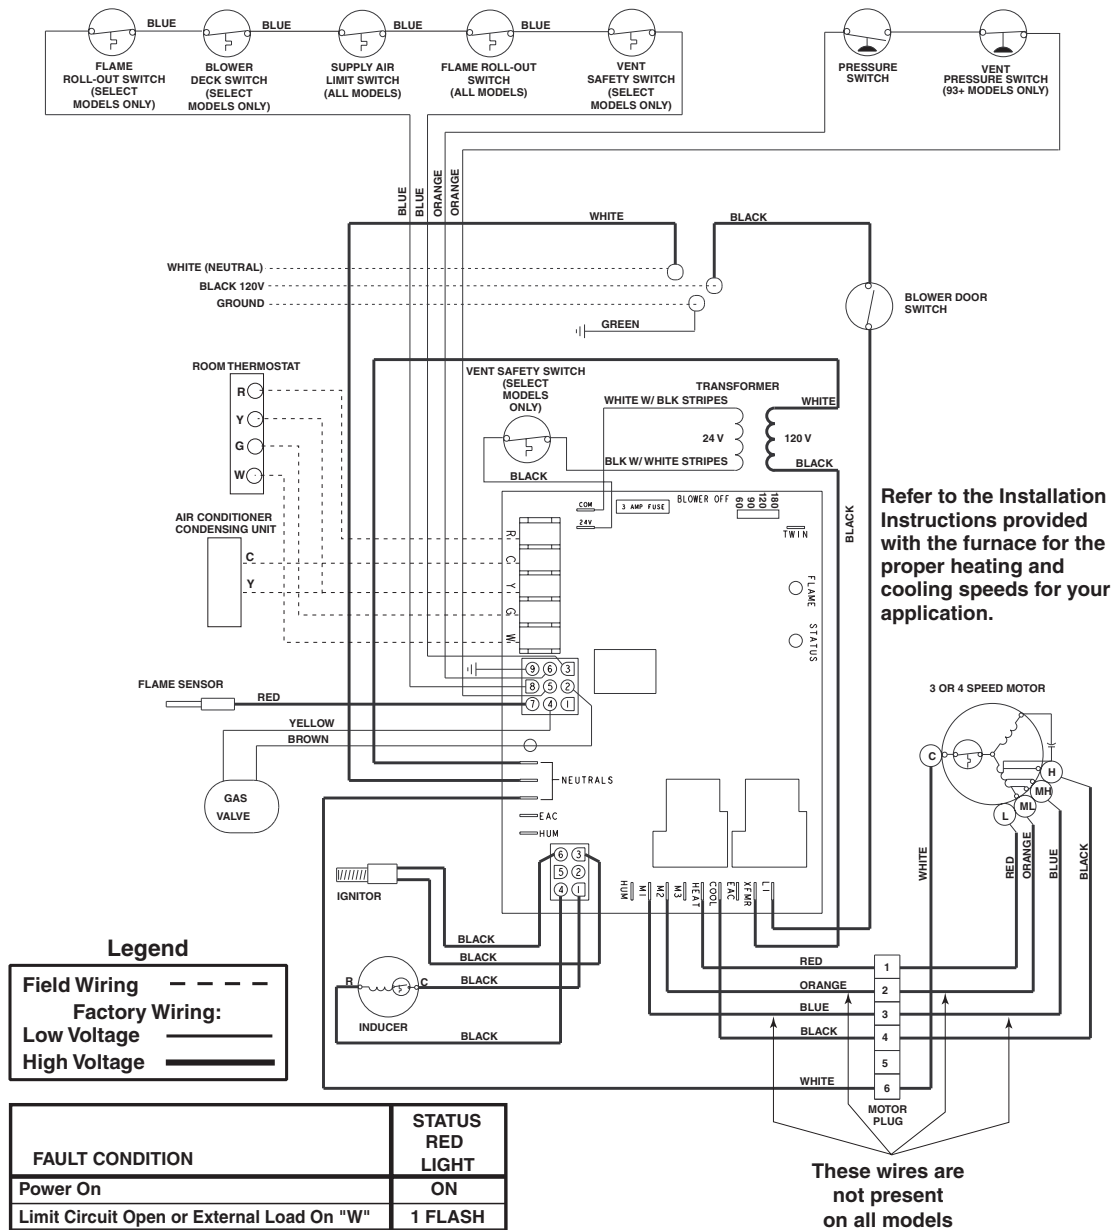 BLUE
BLUE
BLUE
BLUE
FLAME
ROLL-OUT SWITCH
(SELECT
MODELS ONLY)
BLOWER
DECK SWITCH
(SELECT
MODELS ONLY)
SUPPLY AIR
LIMIT SWITCH
(ALL MODELS)
FLAME ROLL-OUT
SWITCH
(ALL MODELS)
VENT
SAFETY SWITCH
(SELECT
MODELS ONLY)
PRESSURE
SWITCH
VENT
PRESSURE SWITCH
(93+ MODELS ONLY)
BLUE
BLUE
ORANGE
ORANGE
WHITE
BLACK
WHITE (NEUTRAL)
BLACK 120V
GROUND
GREEN
BLOWER DOOR
SWITCH
ROOM THERMOSTAT
R
Y
G
W
VENT SAFETY SWITCH
(SELECT
MODELS
ONLY)
TRANSFORMER
WHITE W/ BLK STRIPES
WHITE
24 V
120 V
BLK W/ WHITE STRIPES
BLACK
BLACK
AIR CONDITIONER
CONDENSING UNIT
C
Y
COM
24V
3 AMP FUSE
BLOWER OFF
60
90
120
180
TWIN
BLACK
R
C
Y
G
W
FLAME
STATUS
Refer to the Installation
Instructions provided
with the furnace for the
proper heating and
cooling speeds for your
application.
9 6 3
8 5 2
7 4 1
FLAME SENSOR
RED
YELLOW
BROWN
GAS
VALVE
NEUTRALS
EAC
HUM
3 OR 4 SPEED MOTOR
C
H
MH
ML
L
WHITE
RED
ORANGE
BLUE
BLACK
6 3
5 2
4 1
HUM
M1
M2
M3
HEAT
COOL
EAC
XFMR
L1
IGNITOR
BLACK
BLACK
R
C
BLACK
INDUCER
BLACK
RED
1
ORANGE
2
BLUE
3
BLACK
4
5
WHITE
6
MOTOR
PLUG
These wires are
not present
on all models
Legend
Field Wiring
Factory Wiring:
Low Voltage
High Voltage
FAULT CONDITION
STATUS
RED
LIGHT
Power On
ON
Limit Circuit Open or External Load On "W"
1 FLASH